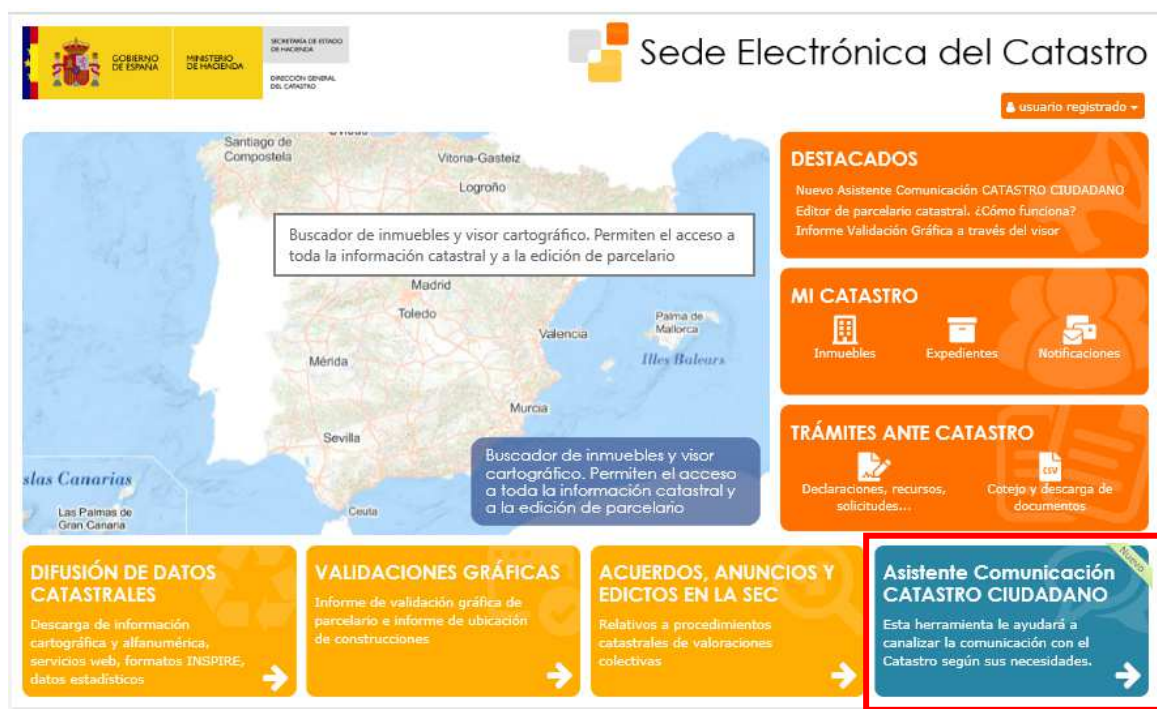 GOBIERNO
DE ESPAÑA
MINISTERIO
DE HACIENDA
SECRETARÍA DE ESTADO
DE HACIENDA
DIRECCIÓN GENERAL
DEL CATASTRO
Sede Electrónica del Catastro
usuario registrado
Santiago de
Compostela
Vitoria-Gasteiz
Logroño
Buscador de inmuebles y visor cartográfico. Permiten el acceso a
toda la información catastral y a la edición de parcelario
Madrid
Toledo
Valencia
Palma de
Mallorca
Illes Balears
Mérida
Murcia
Sevilla
Ceuta
slas Canarias
Las Palmas de
Gran Canaria
Buscador de inmuebles y visor
cartográfico. Permiten el acceso
a toda la información catastral y
a la edición de parcelario
DESTACADOS
Nuevo Asistente Comunicación CATASTRO CIUDADANO
Editor de parcelario catastral. ¿Cómo funciona?
Informe Validación Gráfica a través del visor
MI CATASTRO
Inmuebles
Expedientes
Notificaciones
TRÁMITES ANTE CATASTRO
CSV
Declaraciones, recursos,
solicitudes...
Cotejo y descarga de
documentos
DIFUSIÓN DE DATOS
CATASTRALES
Descarga de información
cartográfica y alfanumérica,
servicios web, formatos INSPIRE,
datos estadísticos
VALIDACIONES GRÁFICAS
Informe de validación gráfica de
parcelario e informe de ubicación
de construcciones
ACUERDOS, ANUNCIOS Y
EDICTOS EN LA SEC
Relativos a procedimientos
catastrales de valoraciones
colectivas
Nuevo
Asistente Comunicación
CATASTRO CIUDADANO
Esta herramienta le ayudará a
canalizar la comunicación con el
Catastro según sus necesidades.